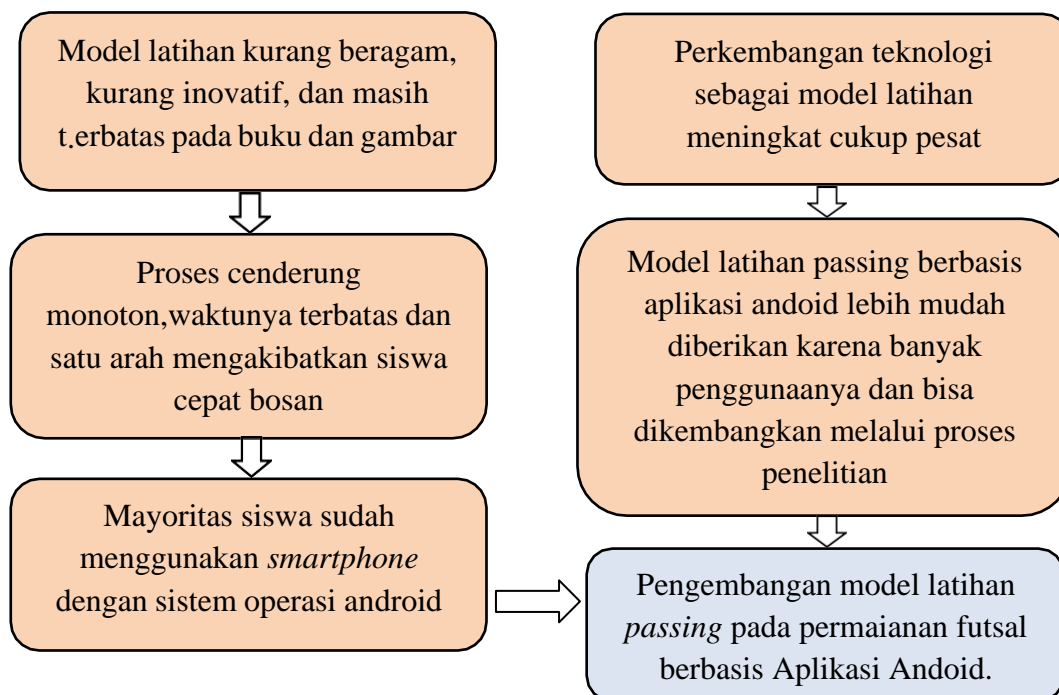 Model latihan kurang beragam,
kurang inovatif, dan masih
t.erbatas pada buku dan gambar
Proses cenderung
monoton,waktunya terbatas dan
satu arah mengakibatkan siswa
cepat bosan
Mayoritas siswa sudah
menggunakan smartphone
dengan sistem operasi android
Perkembangan teknologi
sebagai model latihan
meningkat cukup pesat
Model latihan passing berbasis
aplikasi andoid lebih mudah
diberikan karena banyak
penggunaanya dan bisa
dikembangkan melalui proses
penelitian
Pengembangan model latihan
passing pada permaianan futsal
berbasis Aplikasi Andoid.